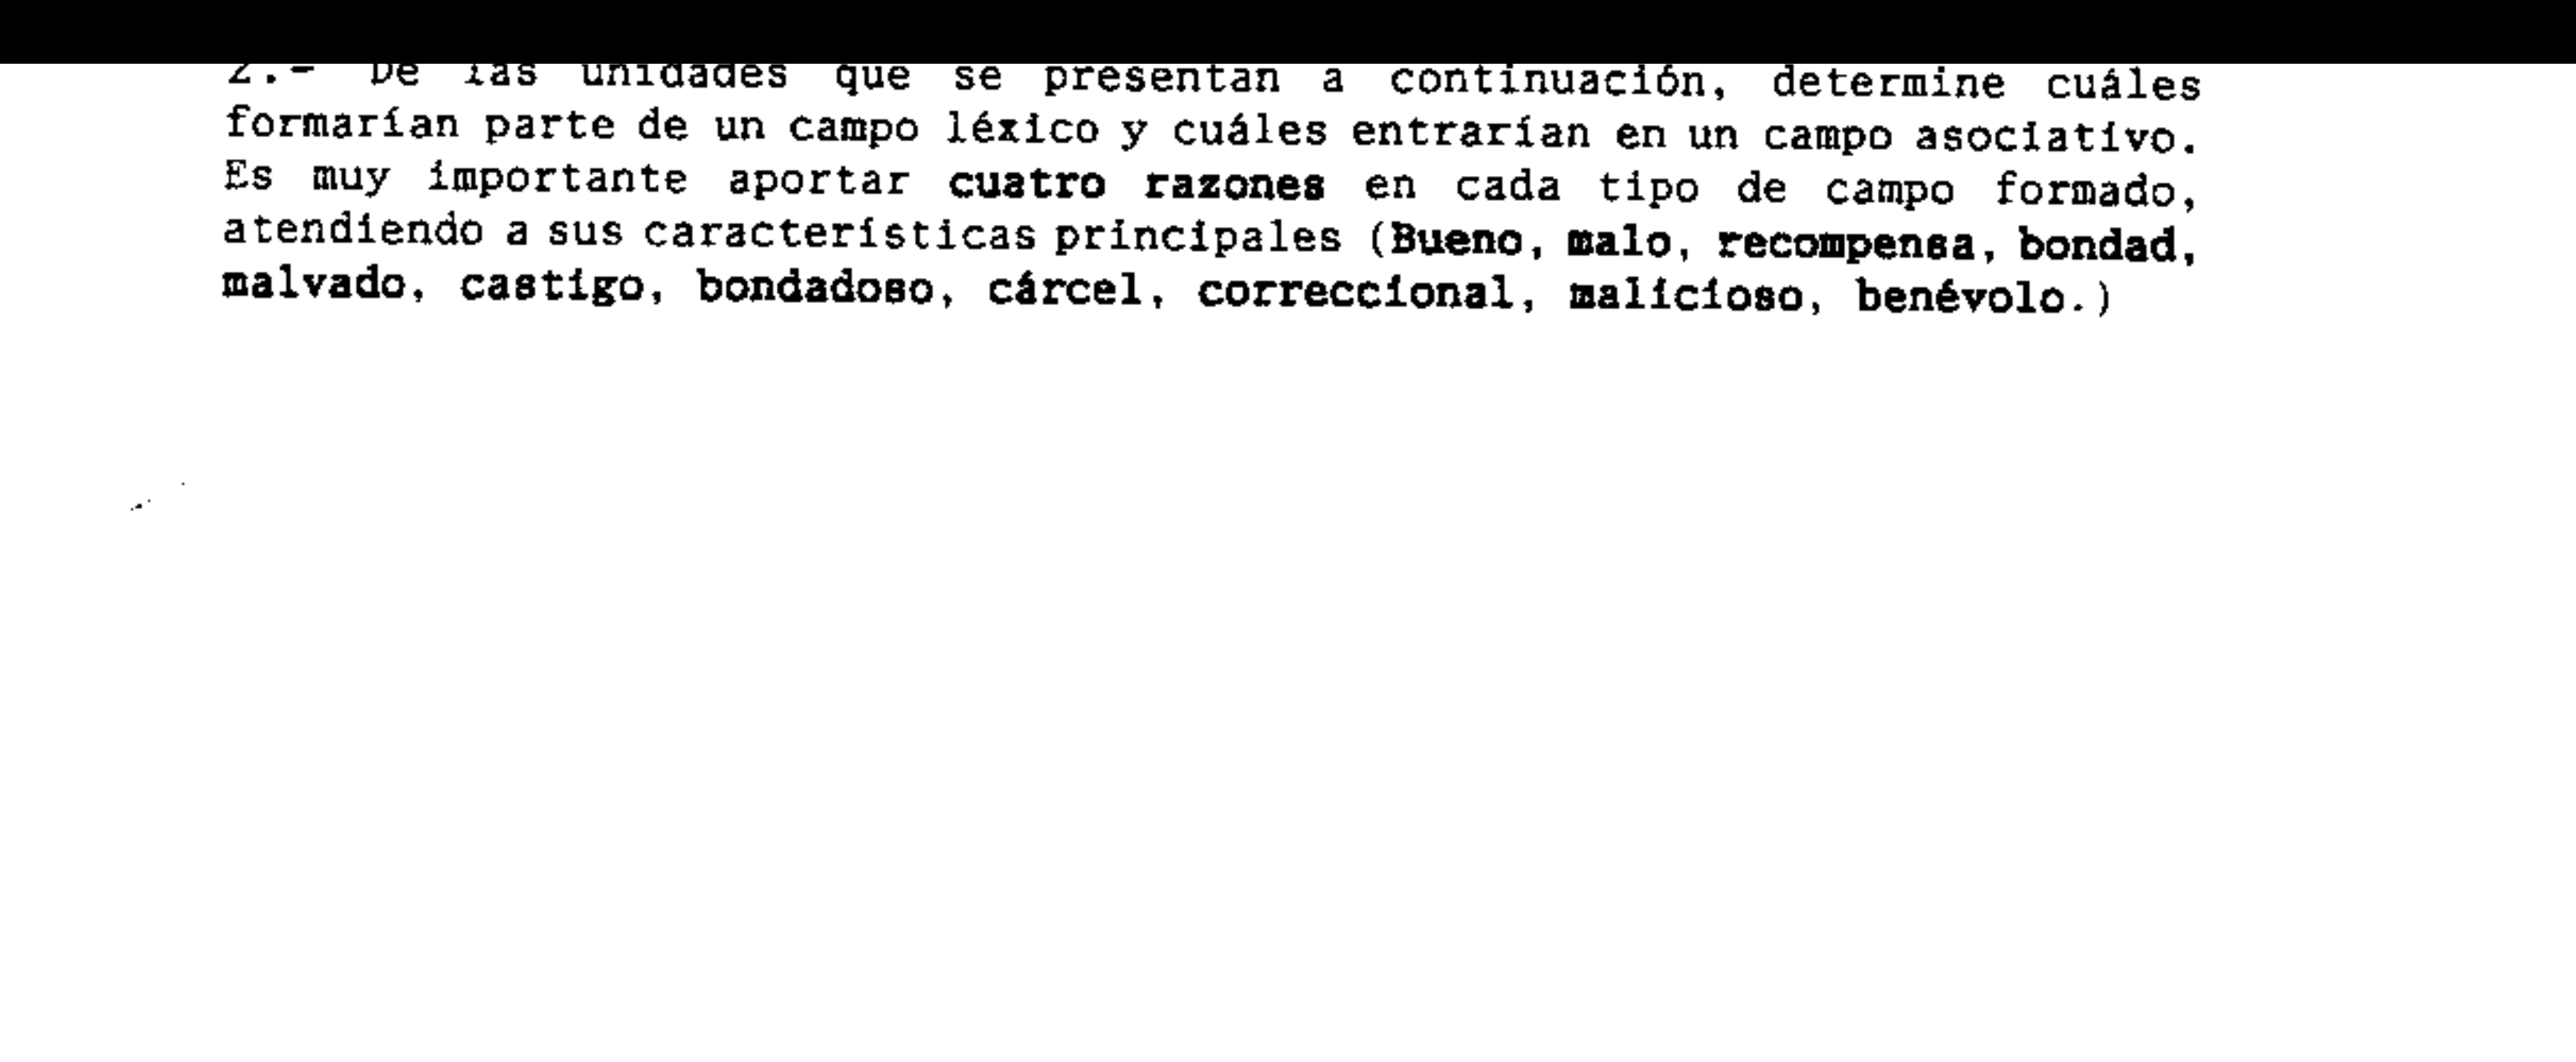 2.- De las unidades que se presentan a continuación, determine cuáles
formarían parte de un campo léxico y cuáles entrarían en un campo asociativo.
Es muy importante aportar cuatro razones en cada tipo de campo formado,
atendiendo a sus características principales (Bueno, malo, recompensa, bondad,
malvado, castigo, bondadoso, cárcel, correccional, malicioso, benévolo.)